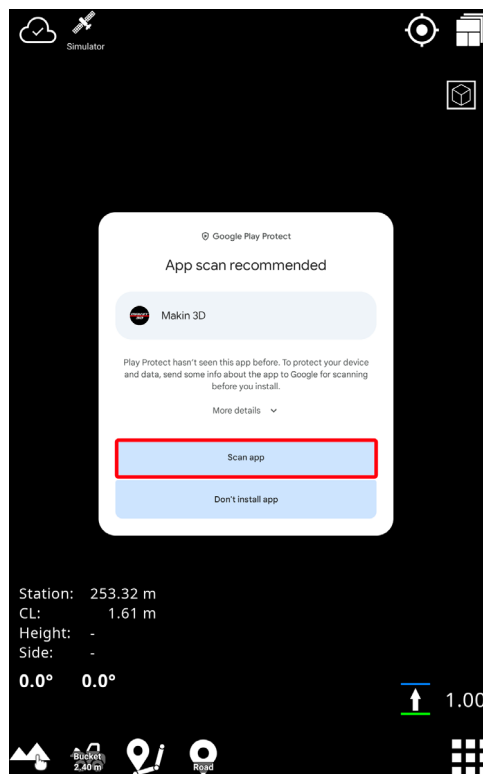 Simulator
Google Play Protect
App scan recommended
Makin 3D
Play Protect hasn't seen this app before. To protect your device
and data, send some info about the app to Google for scanning
before you install.
More details
Scan app
Don't install app
Station: 253.32 m
CL: 1.61 m
Height: -
Side: -
0.0° 0.0°
1.00
Bucket
2.40 m
Road